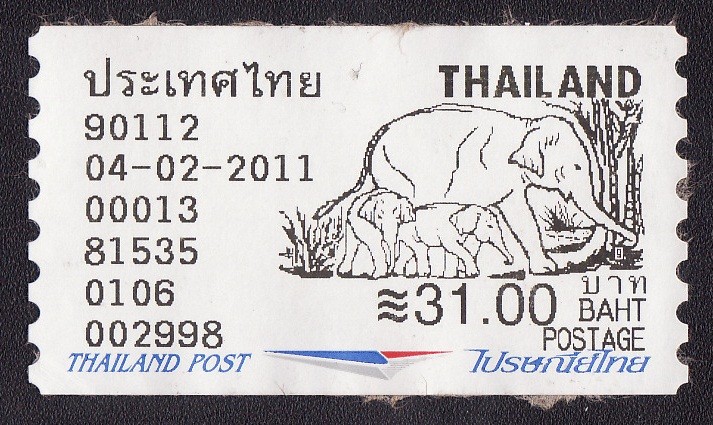 ประเทศไทย
THAILAND
90112
04-02-2011
00013
81535
0106
002998
≋31.00
บาท
BAHT
POSTAGE
THAILAND POST
ไปรษณีย์ไทย